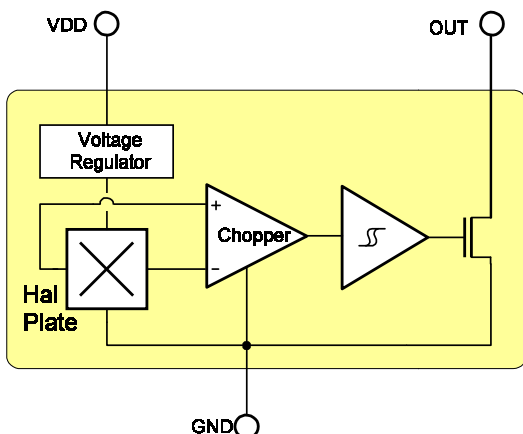 VDD
OUT
Voltage
Regulator
+
Chopper
−
Hal
Plate
GND